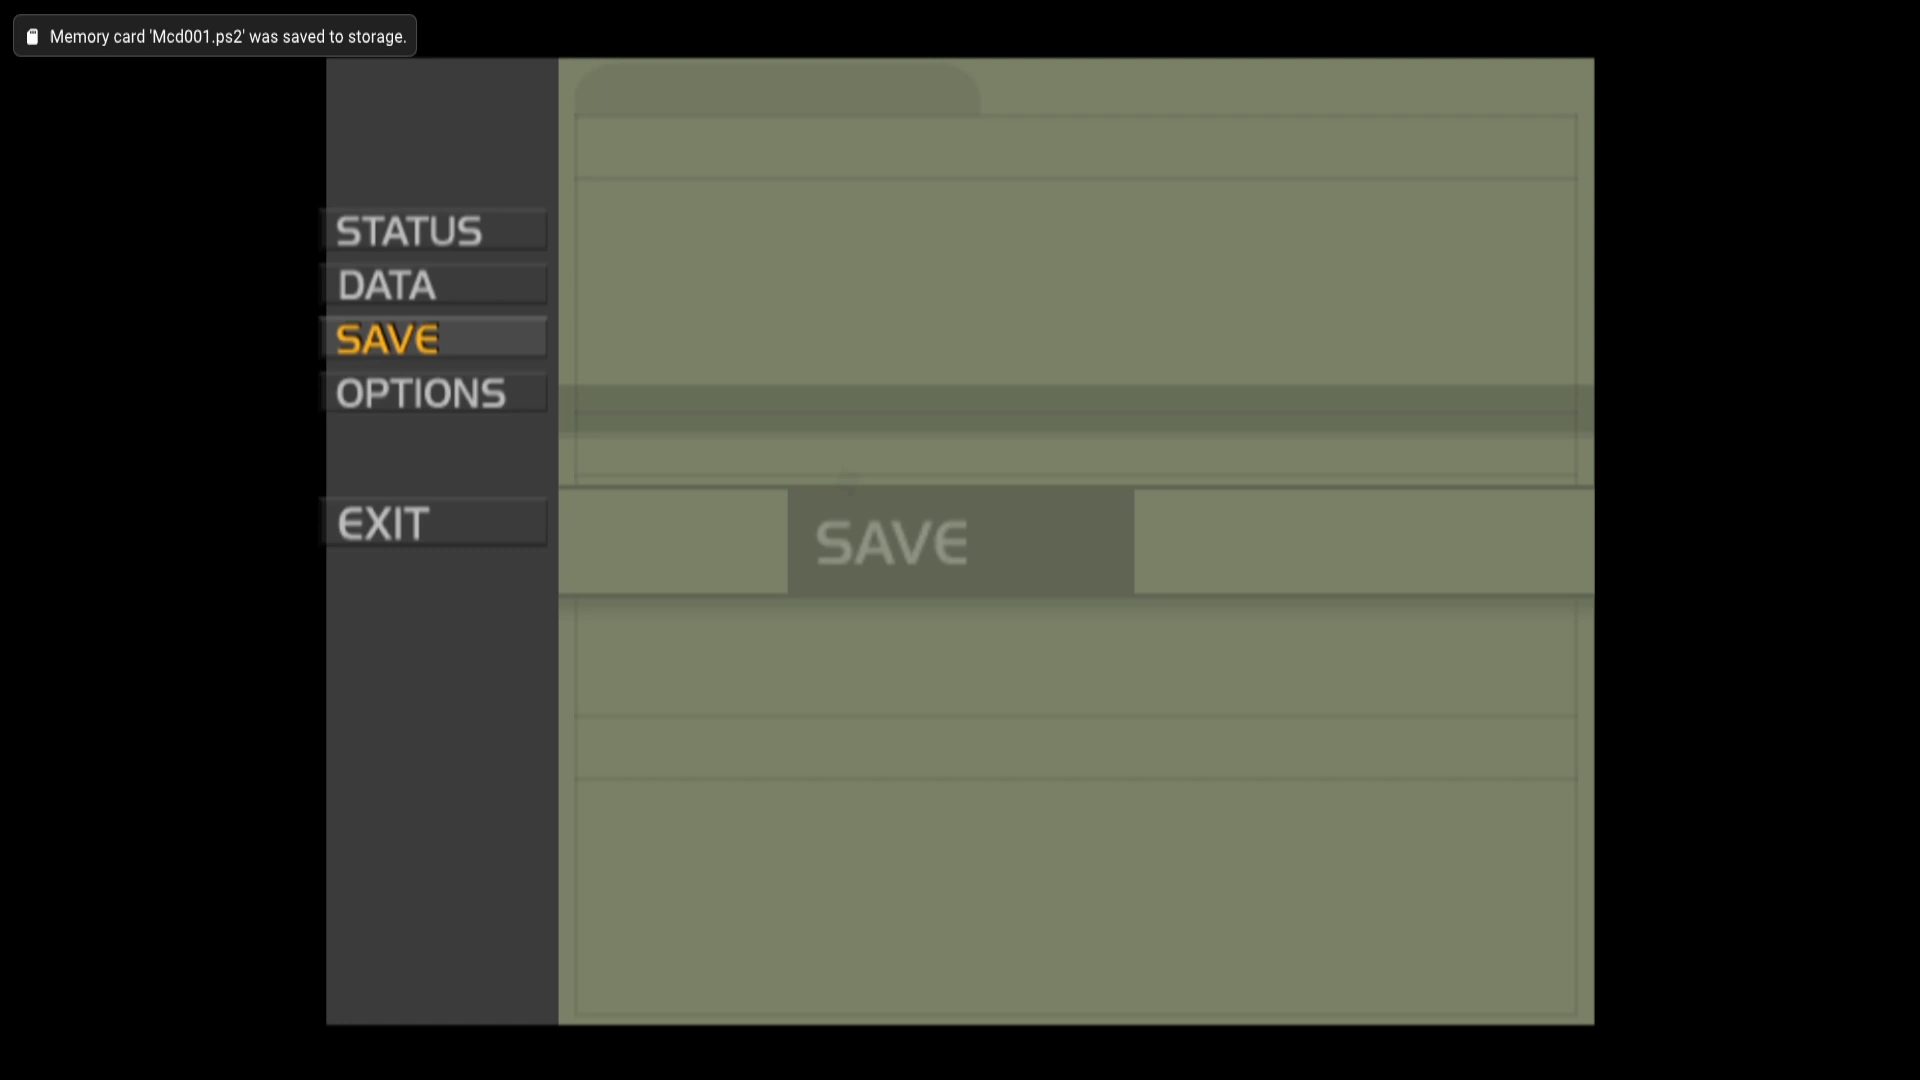 Memory card 'Mcd001.ps2' was saved to storage.
STATUS
DATA
SAVE
OPTIONS
EXIT
SAVE